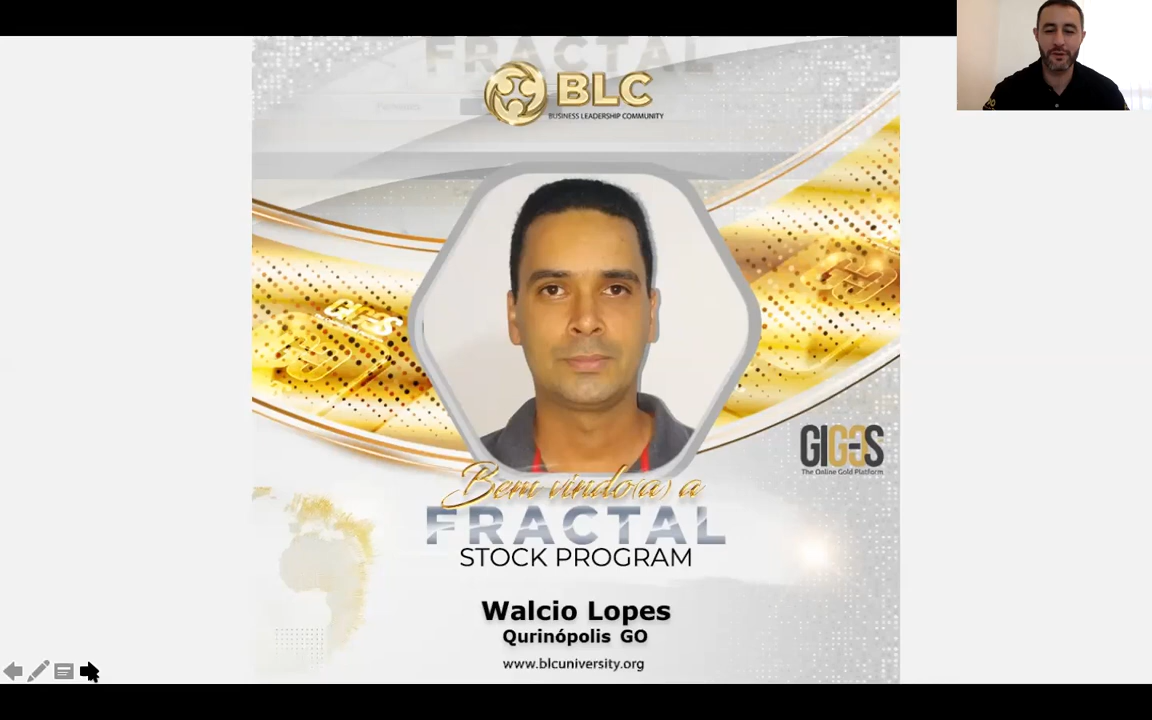 FRACTAL
BLC
BUSINESS LEADERSHIP COMMUNITY
GIGOS
The Online Gold Platform
Bem vindo(a) a
FRACTAL
STOCK PROGRAM
Walcio Lopes
Qurinópolis GO
www.blcuniversity.org